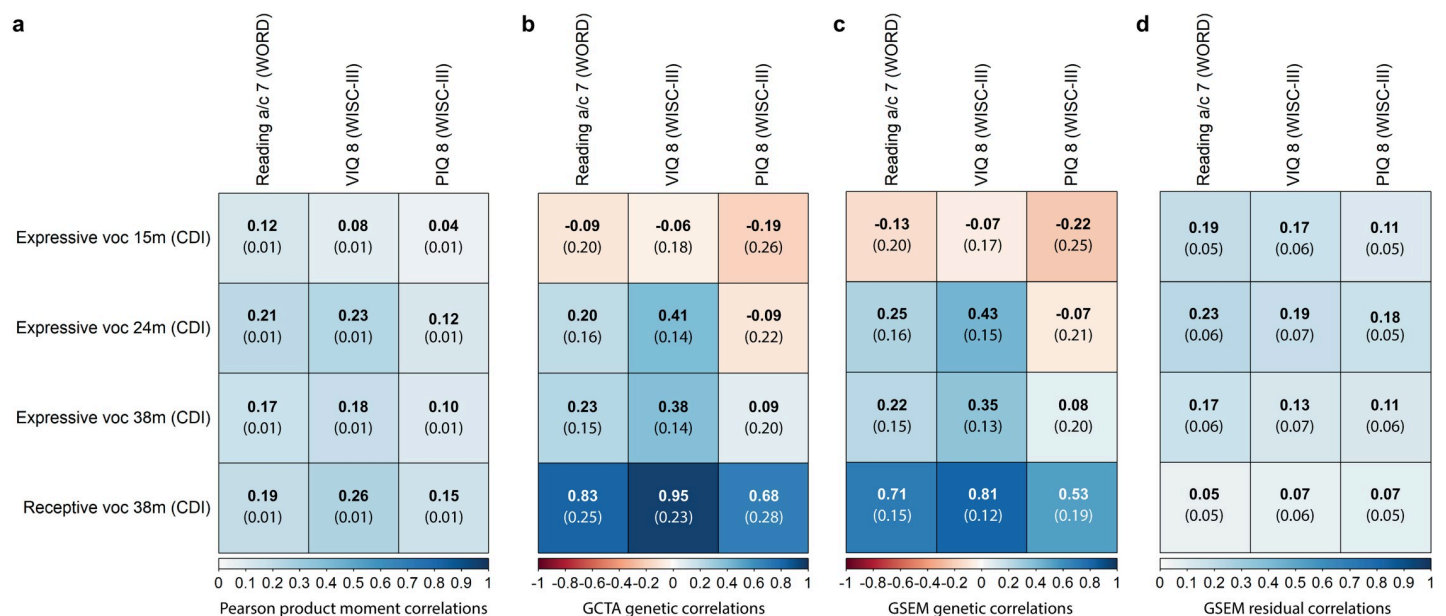 a
b
c
d
Reading a/c 7 (WORD)
VIQ 8 (WISC-III)
PIQ 8 (WISC-III)
Reading a/c 7 (WORD)
VIQ 8 (WISC-III)
PIQ 8 (WISC-III)
Reading a/c 7 (WORD)
VIQ 8 (WISC-III)
PIQ 8 (WISC-III)
Reading a/c 7 (WORD)
VIQ 8 (WISC-III)
PIQ 8 (WISC-III)
Expressive voc 15m (CDI)
0.12 0.08 0.04 -0.09 -0.06 -0.19 -0.13 -0.07 -0.22 0.19 0.17 0.11
(0.01) (0.01) (0.01) (0.20) (0.18) (0.26) (0.20) (0.17) (0.25) (0.05) (0.06) (0.05)
Expressive voc 24m (CDI)
0.21 0.23 0.12 0.20 0.41 -0.09 0.25 0.43 -0.07 0.23 0.19 0.18
(0.01) (0.01) (0.01) (0.16) (0.14) (0.22) (0.16) (0.15) (0.21) (0.06) (0.07) (0.05)
Expressive voc 38m (CDI)
0.17 0.18 0.10 0.23 0.38 0.09 0.22 0.35 0.08 0.17 0.13 0.11
(0.01) (0.01) (0.01) (0.15) (0.14) (0.20) (0.15) (0.13) (0.20) (0.06) (0.07) (0.06)
Receptive voc 38m (CDI)
0.19 0.26 0.15 0.83 0.95 0.68 0.71 0.81 0.53 0.05 0.07 0.07
(0.01) (0.01) (0.01) (0.25) (0.23) (0.28) (0.15) (0.12) (0.19) (0.05) (0.06) (0.05)
0 0.1 0.2 0.3 0.4 0.5 0.6 0.7 0.8 0.9 1
Pearson product moment correlations
-1 -0.8 -0.6 -0.4 -0.2 0 0.2 0.4 0.6 0.8 1
GCTA genetic correlations
-1 -0.8 -0.6 -0.4 -0.2 0 0.2 0.4 0.6 0.8 1
GSEM genetic correlations
0 0.1 0.2 0.3 0.4 0.5 0.6 0.7 0.8 0.9 1
GSEM residual correlations